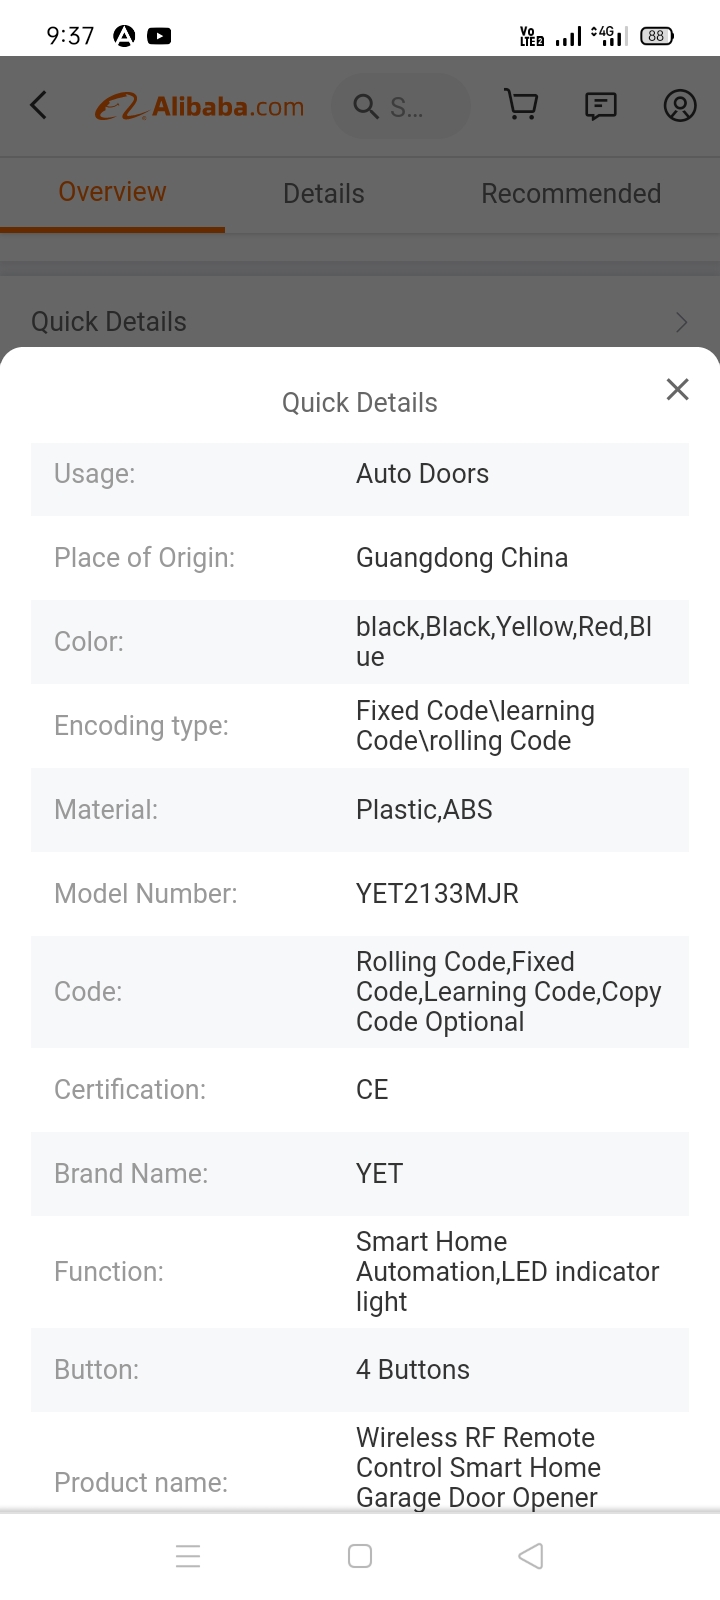 9:37
Vo LTE2 4G 88
Alibaba.com S...
Overview Details Recommended
Quick Details
Quick Details
Usage: Auto Doors
Place of Origin: Guangdong China
Color: black,Black,Yellow,Red,Bl
ue
Encoding type: Fixed Code\learning
Code\rolling Code
Material: Plastic,ABS
Model Number: YET2133MJR
Code: Rolling Code,Fixed
Code,Learning Code,Copy
Code Optional
Certification: CE
Brand Name: YET
Function: Smart Home
Automation,LED indicator
light
Button: 4 Buttons
Product name: Wireless RF Remote
Control Smart Home
Garage Door Opener